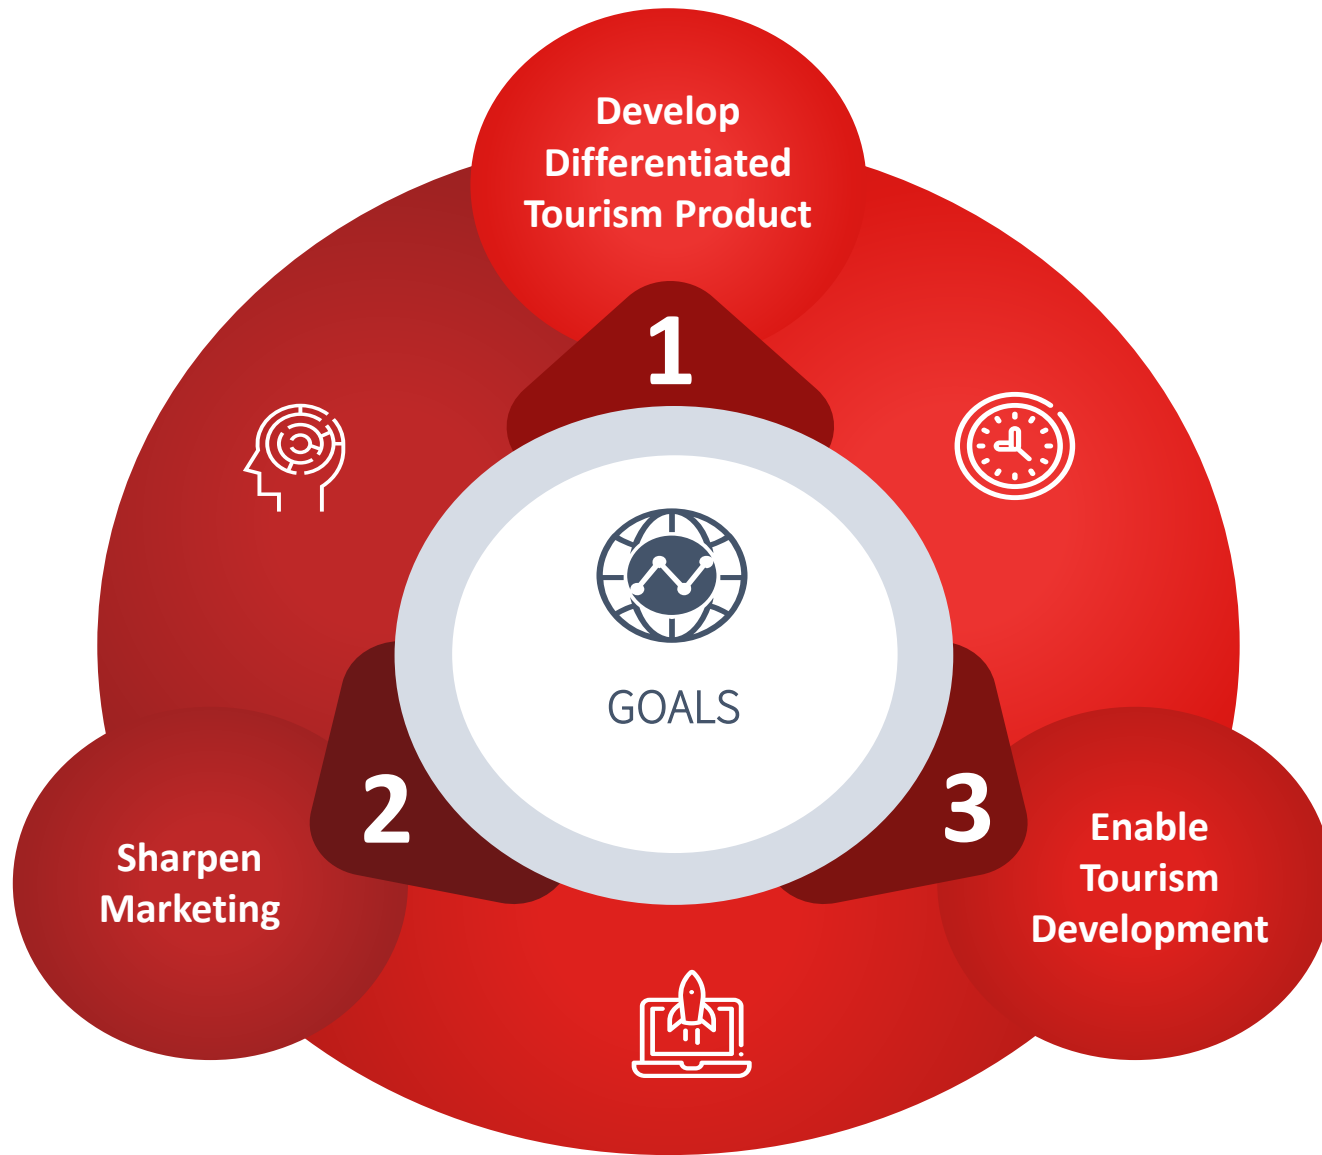 Develop
Differentiated
Tourism Product
1
GOALS
2
3
Sharpen
Marketing
Enable
Tourism
Development